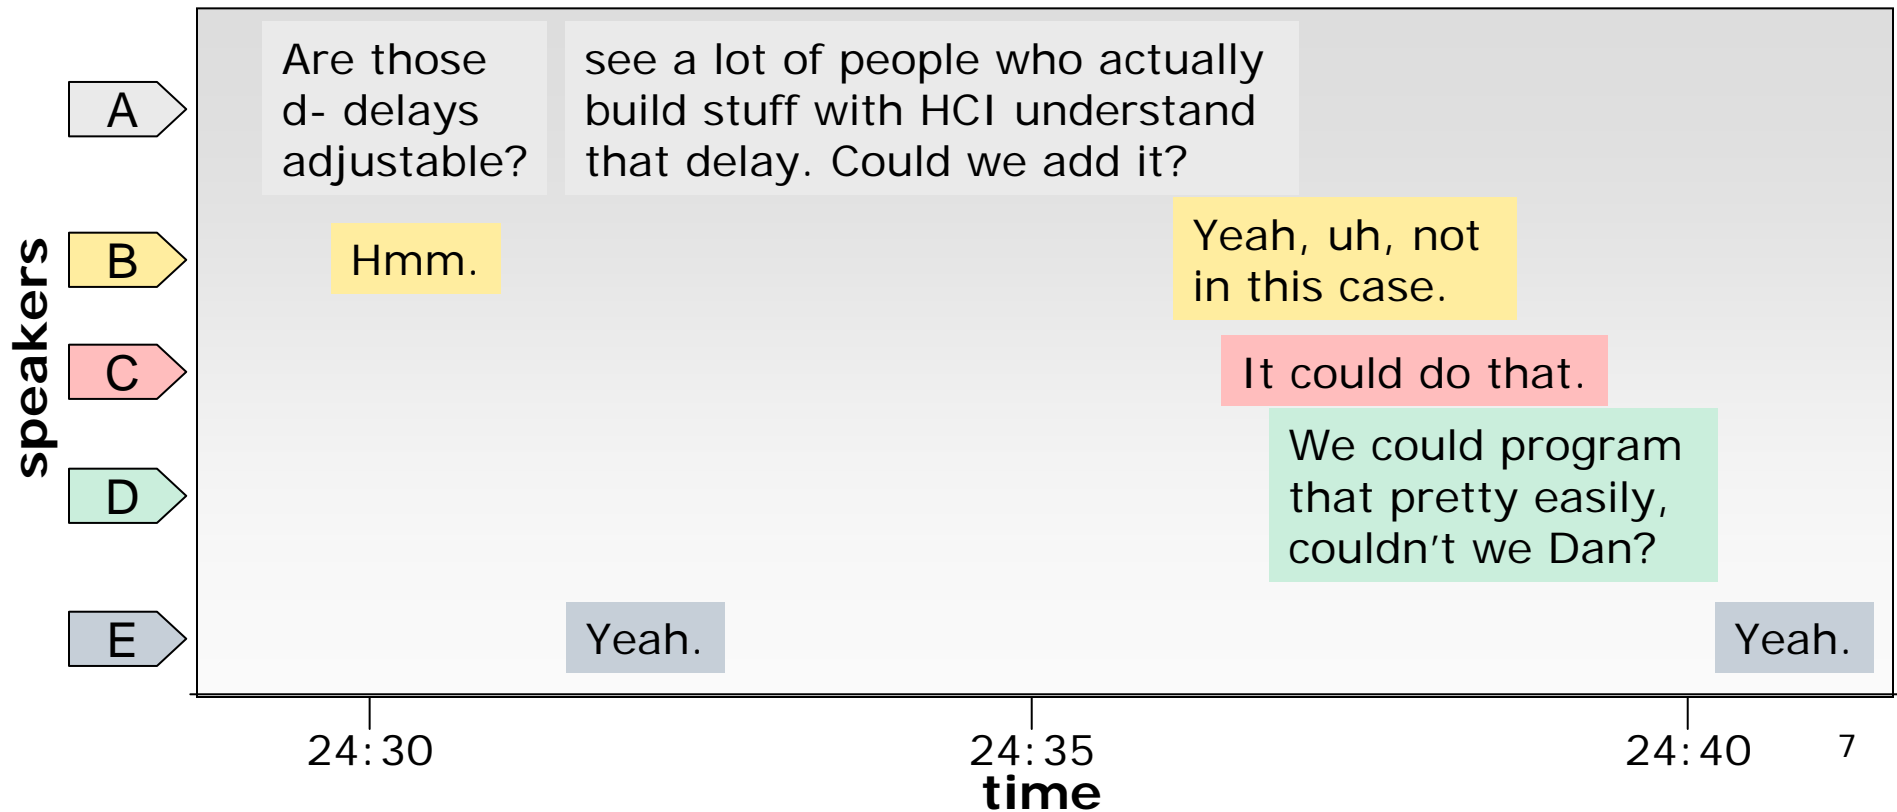 speakers
A
Are those
d- delays
adjustable?
see a lot of people who actually
build stuff with HCI understand
that delay. Could we add it?
B
Hmm.
Yeah, uh, not
in this case.
C
It could do that.
D
We could program
that pretty easily,
couldn't we Dan?
E
Yeah.
Yeah.
24:30
24:35
24:40
7
time